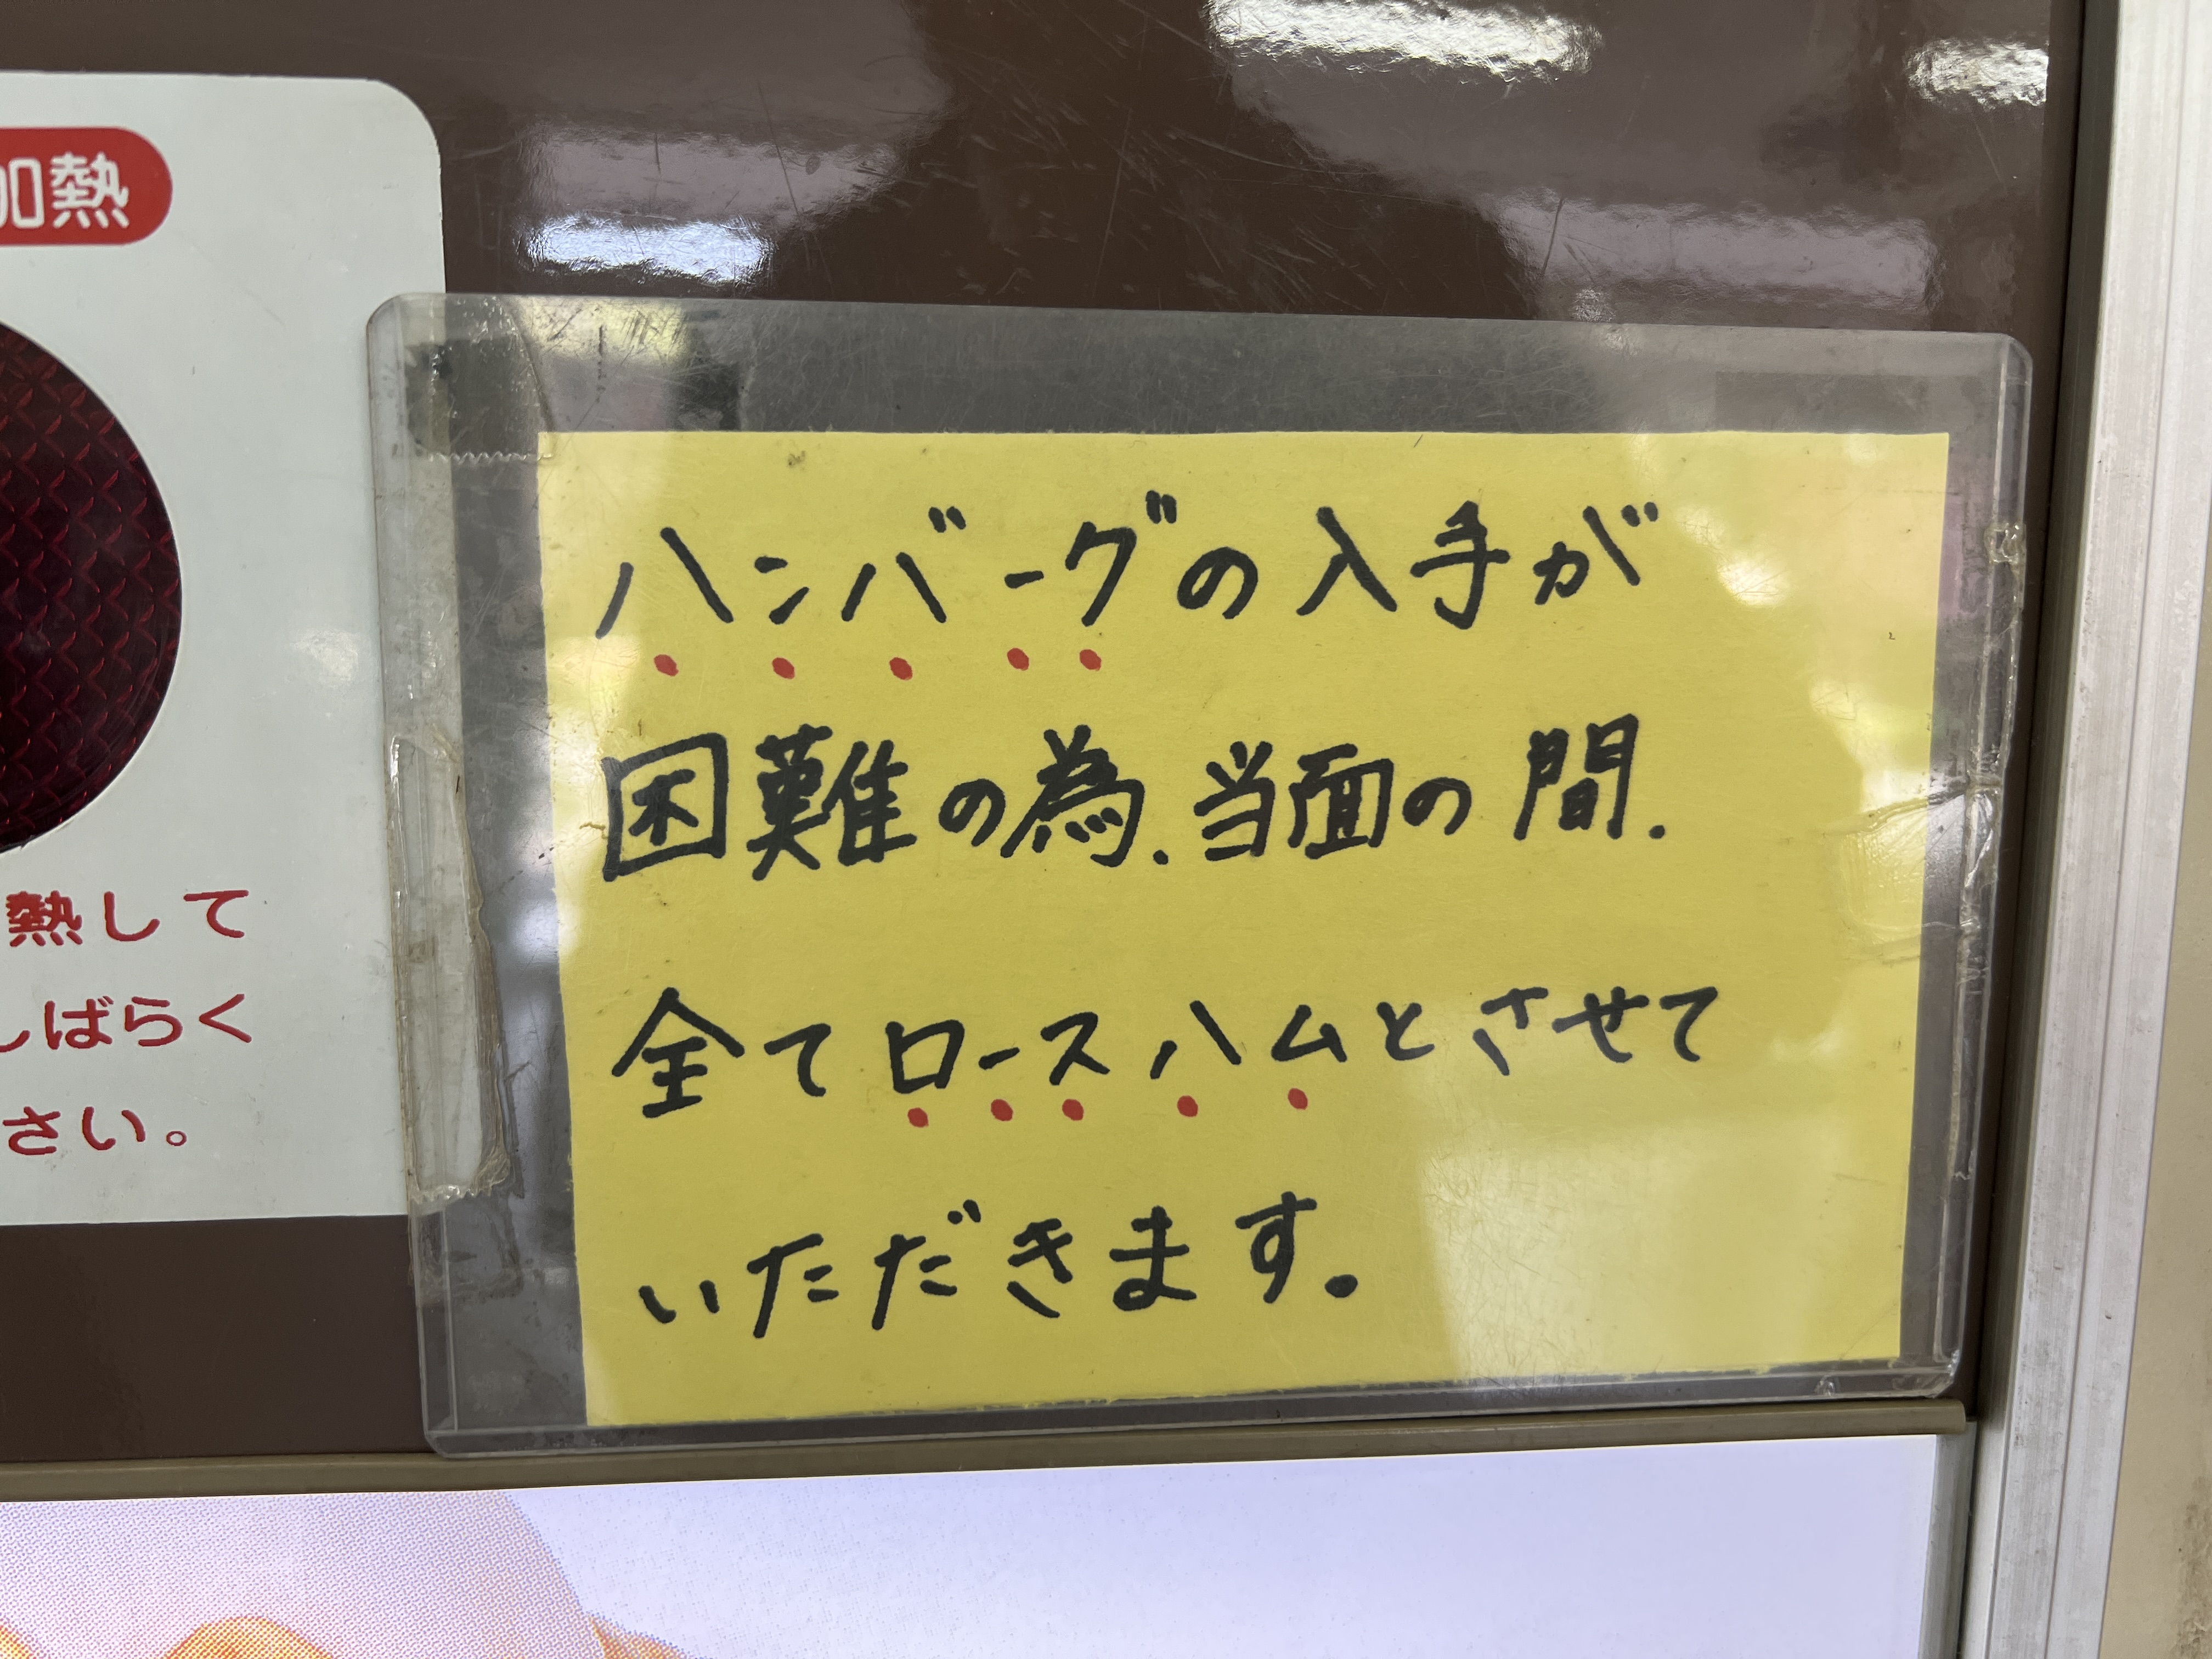 加熱
熱して
しばらく
さい。
ハンバーグの入手が
困難の為.当面の間.
全てロースハムとさせて
いただきます。